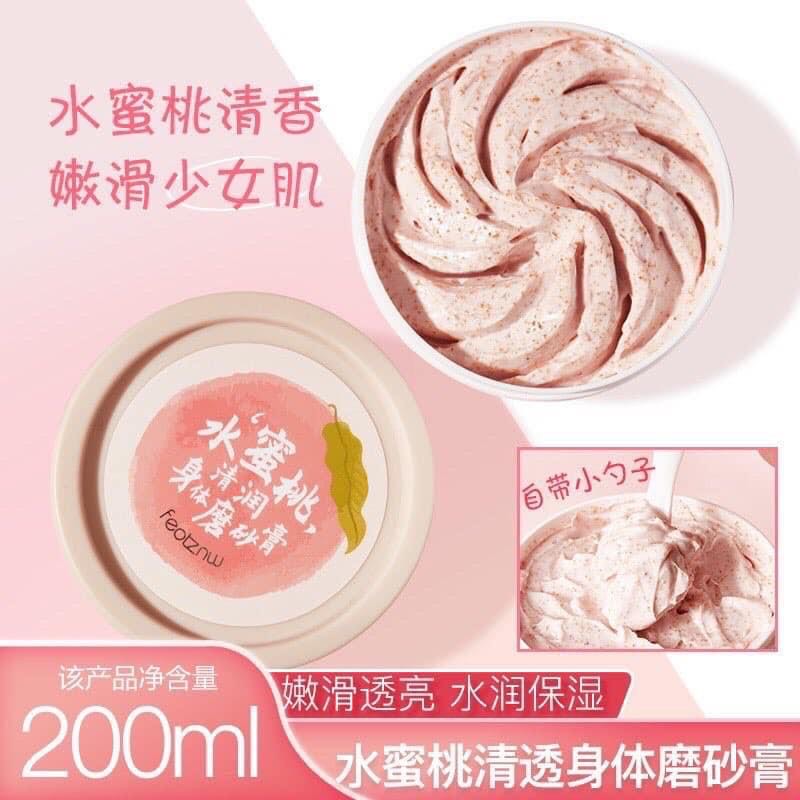 水蜜桃清香
嫩滑少女肌
水蜜桃,
清润
身体磨砂膏
feotznw
自带小勺子
该产品净含量
200ml
嫩滑透亮 水润保湿
水蜜桃清透身体磨砂膏